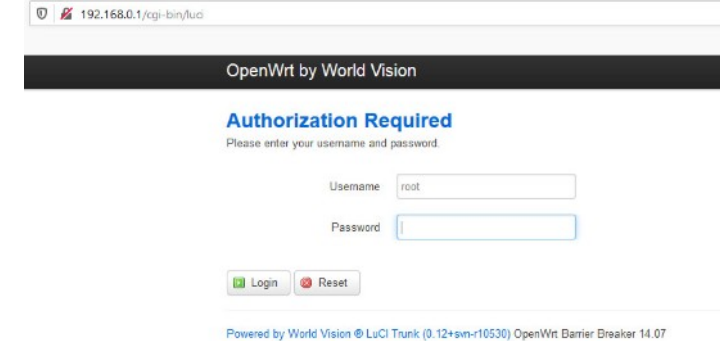 192.168.0.1/cgi-bin/luci
OpenWrt by World Vision
Authorization Required
Please enter your username and password.
Username root
Password
Login Reset
Powered by World Vision ® LuCI Trunk (0.12+svn-r10530) OpenWrt Barrier Breaker 14.07